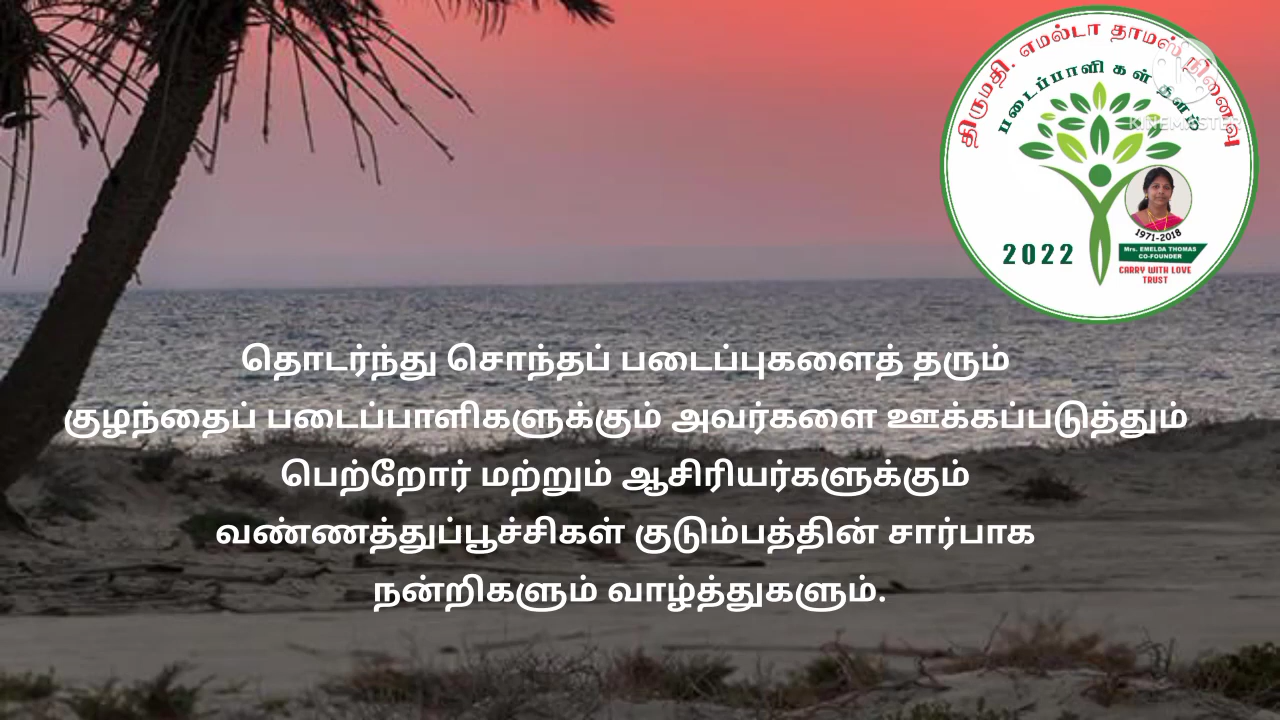 திருமதி. எமல்டா தாமஸ் நினைவு
படைப்பாளிகள் தளம்
KINEMASTER
1971-2018
2022
Mrs. EMELDA THOMAS
CO-FOUNDER
CARRY WITH LOVE
TRUST
தொடர்ந்து சொந்தப் படைப்புகளைத் தரும்
குழந்தைப் படைப்பாளிகளுக்கும் அவர்களை ஊக்கப்படுத்தும்
பெற்றோர் மற்றும் ஆசிரியர்களுக்கும்
வண்ணத்துப்பூச்சிகள் குடும்பத்தின் சார்பாக
நன்றிகளும் வாழ்த்துகளும்.